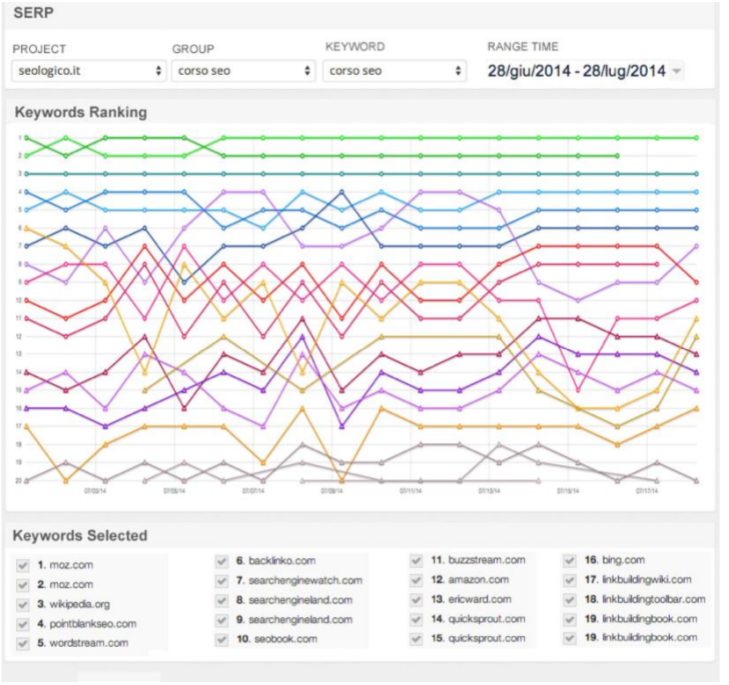 SERP
PROJECT GROUP KEYWORD RANGE TIME
seologico.it corso seo corso seo 28/giu/2014 - 28/lug/2014
Keywords Ranking
1
2
3
4
5
6
7
8
9
10
11
12
13
14
15
16
17
18
19
20
07/03/14 07/05/14 07/07/14 07/09/14 07/11/14 07/13/14 07/15/14 07/17/14
Keywords Selected
1. moz.com
2. moz.com
3. wikipedia.org
4. pointblankseo.com
5. wordstream.com
6. backlinko.com
7. searchenginewatch.com
8. searchengineland.com
9. searchengineland.com
10. seobook.com
11. buzzstream.com
12. amazon.com
13. ericward.com
14. quicksprout.com
15. quicksprout.com
16. bing.com
17. linkbuildingwiki.com
18. linkbuildingtoolbar.com
19. linkbuildingbook.com
19. linkbuildingbook.com